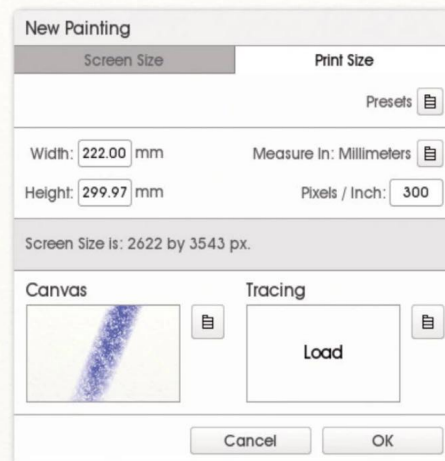 New Painting
Screen Size Print Size
Presets
Width: 222.00 mm Measure In: Millimeters
Height: 299.97 mm Pixels / Inch: 300
Screen Size is: 2622 by 3543 px.
Canvas Tracing
Load
Cancel OK